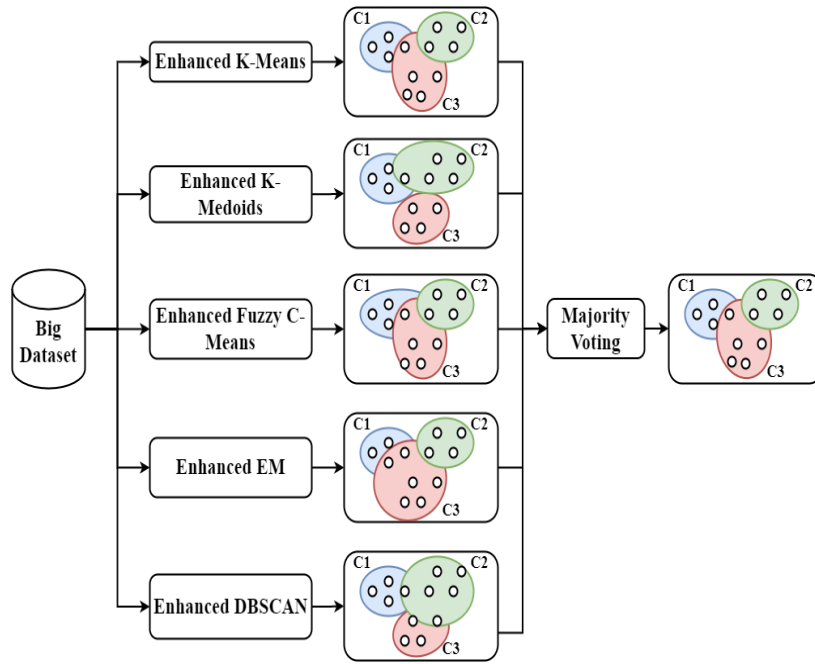 Big
Dataset
Enhanced K-Means
C1
C2
C3
Enhanced K-
Medoids
C1
C2
C3
Enhanced Fuzzy C-
Means
C1
C2
C3
Enhanced EM
C1
C2
C3
Enhanced DBSCAN
C1
C2
C3
Majority
Voting
C1
C2
C3